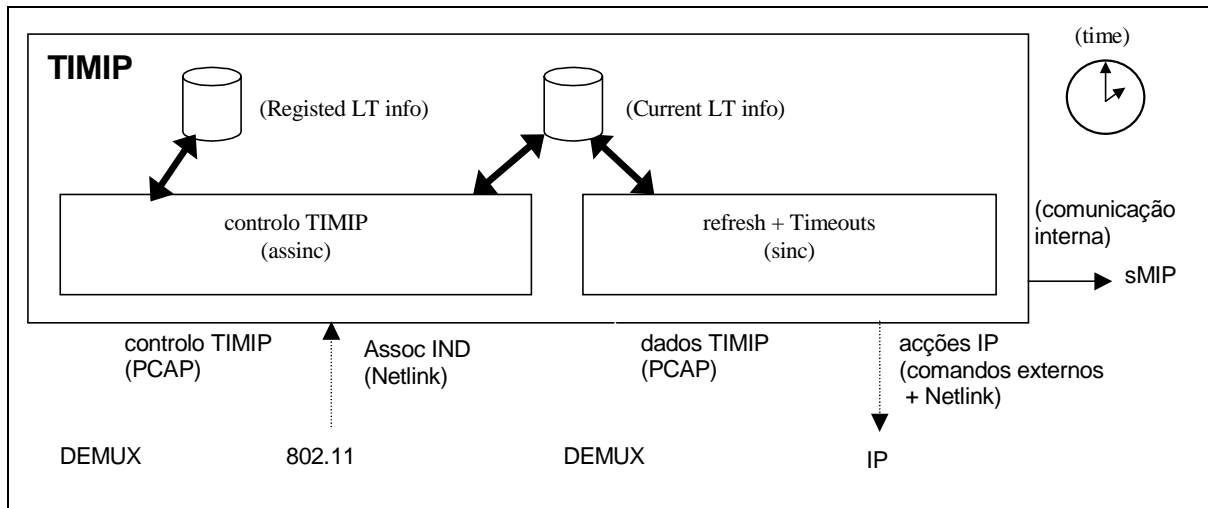 TIMIP
(Registed LT info)
(Current LT info)
(time)
controlo TIMIP
(assinc)
refresh + Timeouts
(sinc)
(comunicação
interna)
sMIP
controlo TIMIP
(PCAP)
Assoc IND
(Netlink)
dados TIMIP
(PCAP)
acções IP
(comandos externos
+ Netlink)
DEMUX
802.11
DEMUX
IP